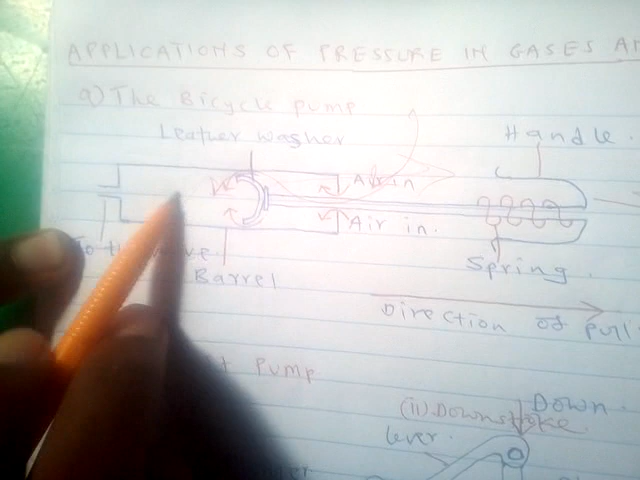 APPLICATIONS OF PRESSURE IN GASES
a) The Bicycle pump
Leather washer
Handle.
Air in
Air in.
To
Barrel
Spring.
Direction of pull
Pump
(ii) Downstroke
Down.
lever.